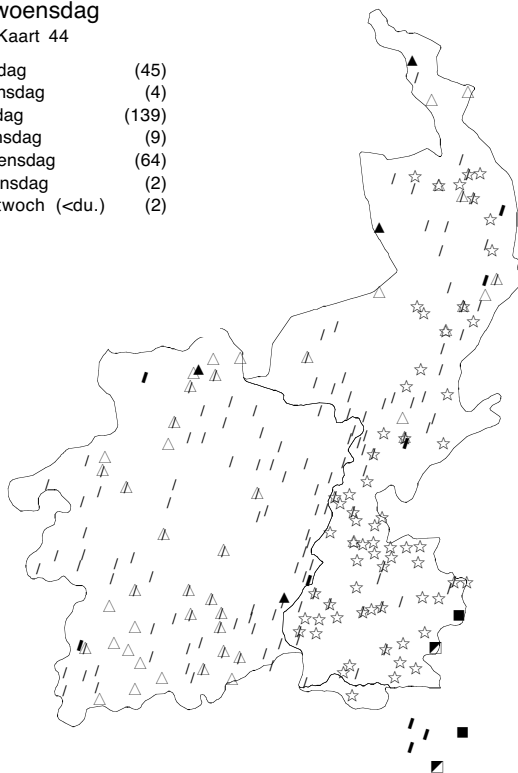 woensdag
Kaart 44
dag (45)
nsdag (4)
dag (139)
nsdag (9)
ensdag (64)
nsdag (2)
twoch (<du.) (2)